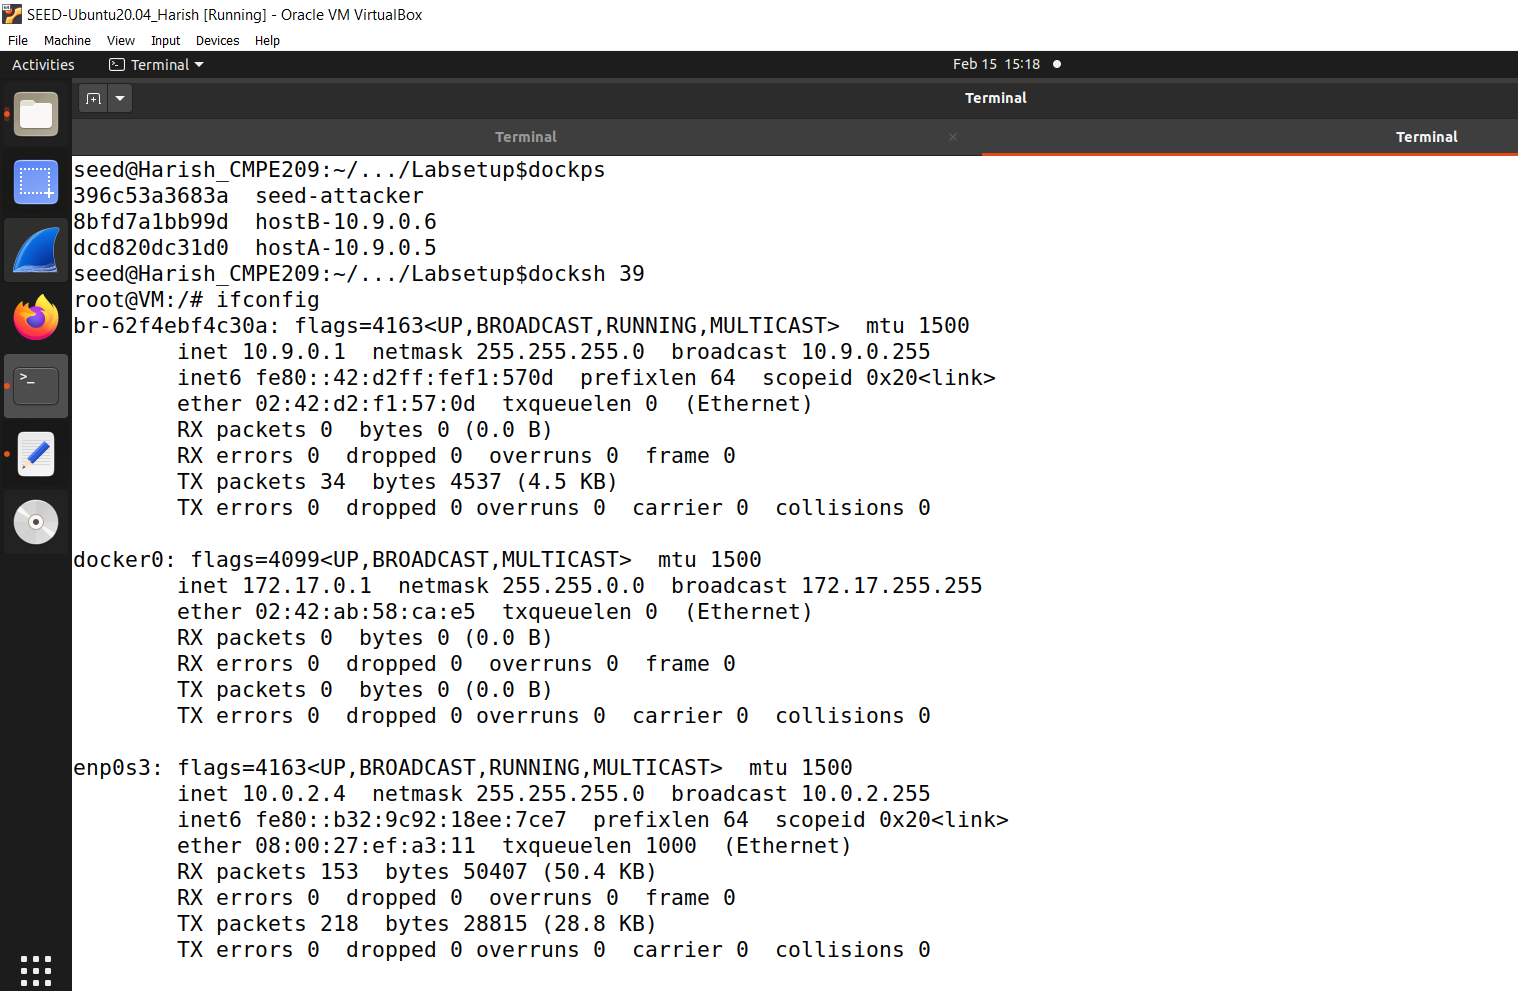 SEED-Ubuntu20.04_Harish [Running] - Oracle VM VirtualBox
File Machine View Input Devices Help
Activities Terminal Feb 15 15:18
Terminal
Terminal Terminal
seed@Harish_CMPE209:~/.../Labsetup$dockps
396c53a3683a  seed-attacker
8bfd7a1bb99d  hostB-10.9.0.6
dcd820dc31d0  hostA-10.9.0.5
seed@Harish_CMPE209:~/.../Labsetup$docksh 39
root@VM:/# ifconfig
br-62f4ebf4c30a: flags=4163<UP,BROADCAST,RUNNING,MULTICAST>  mtu 1500
        inet 10.9.0.1  netmask 255.255.255.0  broadcast 10.9.0.255
        inet6 fe80::42:d2ff:fef1:570d  prefixlen 64  scopeid 0x20<link>
        ether 02:42:d2:f1:57:0d  txqueuelen 0  (Ethernet)
        RX packets 0  bytes 0 (0.0 B)
        RX errors 0  dropped 0  overruns 0  frame 0
        TX packets 34  bytes 4537 (4.5 KB)
        TX errors 0  dropped 0 overruns 0  carrier 0  collisions 0

docker0: flags=4099<UP,BROADCAST,MULTICAST>  mtu 1500
        inet 172.17.0.1  netmask 255.255.0.0  broadcast 172.17.255.255
        ether 02:42:ab:58:ca:e5  txqueuelen 0  (Ethernet)
        RX packets 0  bytes 0 (0.0 B)
        RX errors 0  dropped 0  overruns 0  frame 0
        TX packets 0  bytes 0 (0.0 B)
        TX errors 0  dropped 0 overruns 0  carrier 0  collisions 0

enp0s3: flags=4163<UP,BROADCAST,RUNNING,MULTICAST>  mtu 1500
        inet 10.0.2.4  netmask 255.255.255.0  broadcast 10.0.2.255
        inet6 fe80::b32:9c92:18ee:7ce7  prefixlen 64  scopeid 0x20<link>
        ether 08:00:27:ef:a3:11  txqueuelen 1000  (Ethernet)
        RX packets 153  bytes 50407 (50.4 KB)
        RX errors 0  dropped 0  overruns 0  frame 0
        TX packets 218  bytes 28815 (28.8 KB)
        TX errors 0  dropped 0 overruns 0  carrier 0  collisions 0